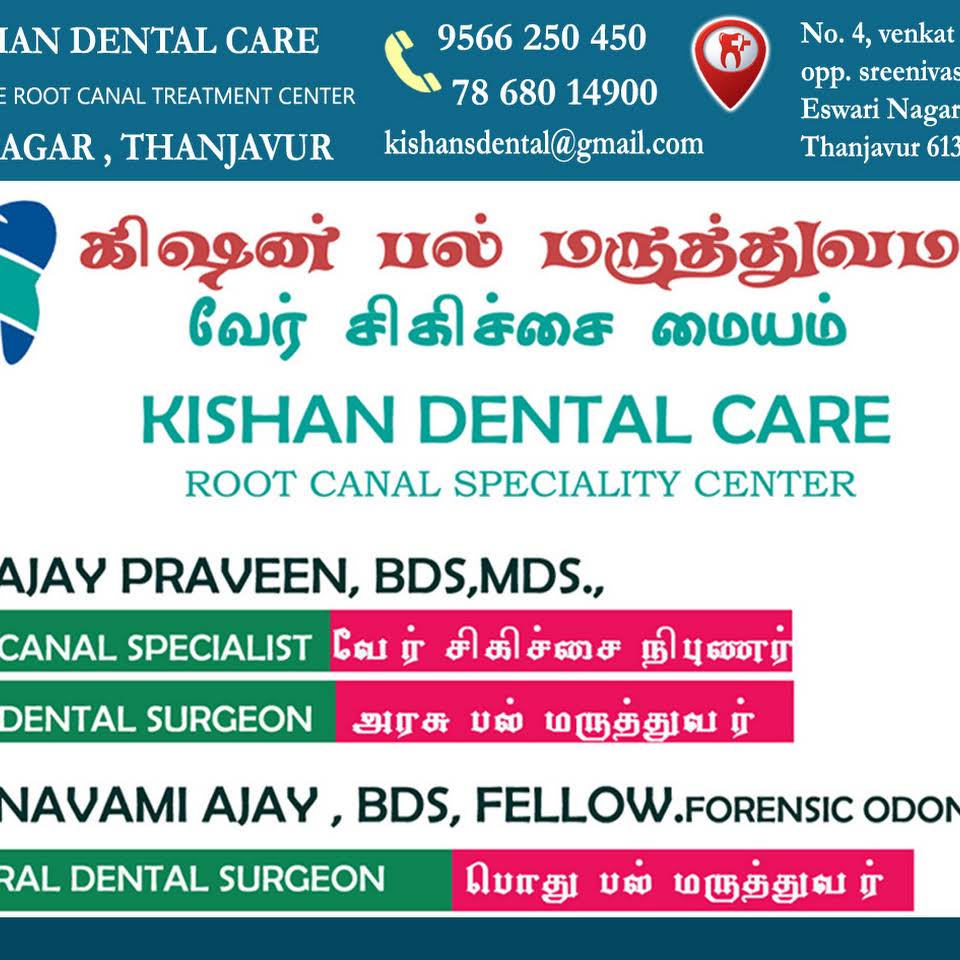 HAN DENTAL CARE
E ROOT CANAL TREATMENT CENTER
AGAR , THANJAVUR
9566 250 450
78 680 14900
kishansdental@gmail.com
No. 4, venkat
opp. sreenivas
Eswari Nagar
Thanjavur 613
கிஷன் பல் மருத்துவம
வேர் சிகிச்சை மையம்
KISHAN DENTAL CARE
ROOT CANAL SPECIALITY CENTER
AJAY PRAVEEN, BDS,MDS.,
CANAL SPECIALIST வேர் சிகிச்சை நிபுணர்
DENTAL SURGEON அரசு பல் மருத்துவர்
NAVAMI AJAY , BDS, FELLOW.FORENSIC ODON
RAL DENTAL SURGEON பொது பல் மருத்துவர்